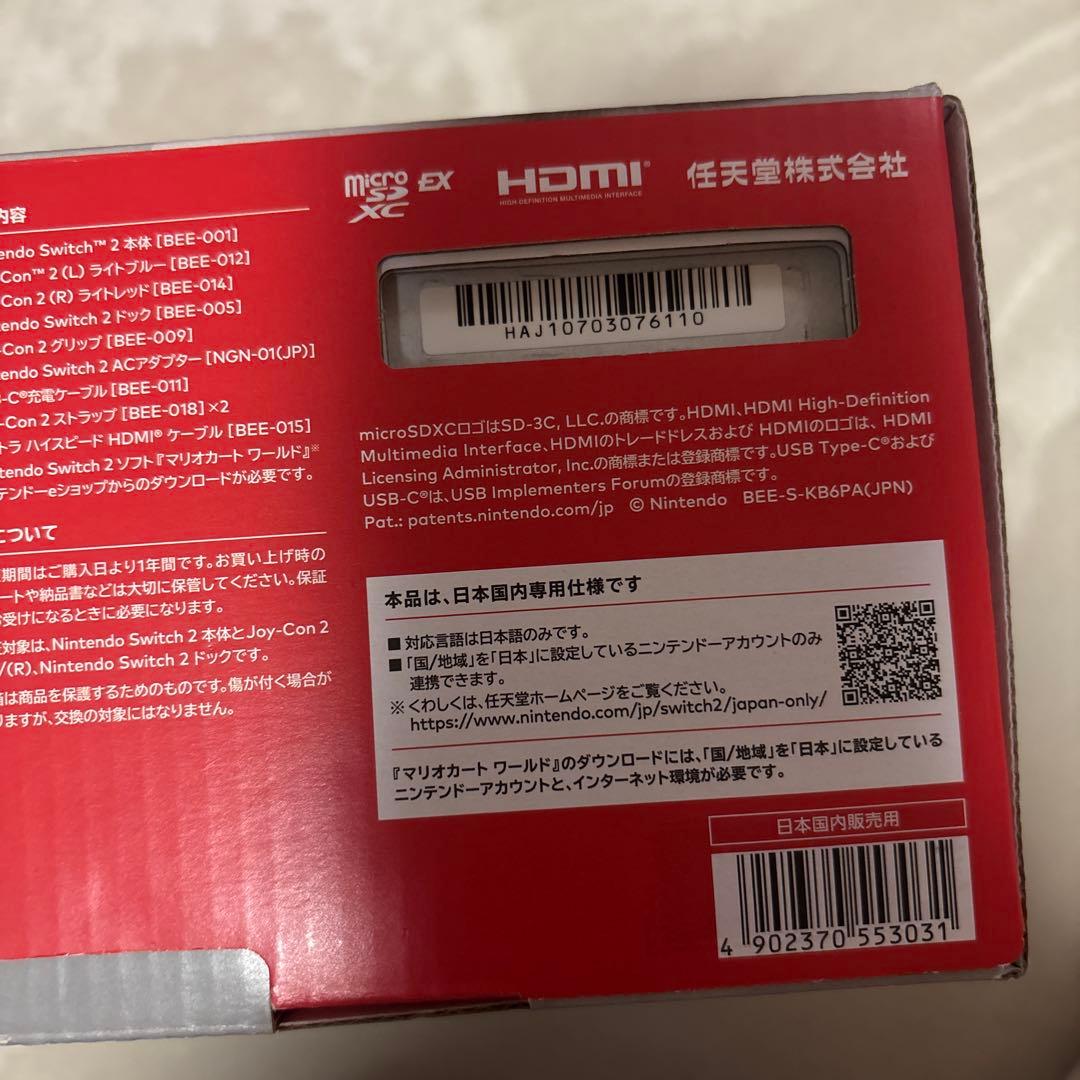 内容
endo Switch™ 2 本体 [BEE-001]
Con™ 2 (L) ライトブルー [BEE-012]
Con 2 (R) ライトレッド [BEE-014]
tendo Switch 2 ドック [BEE-005]
-Con 2 グリップ [BEE-009]
tendo Switch 2 ACアダプター [NGN-01(JP)]
-C®充電ケーブル [BEE-011]
-Con 2 ストラップ [BEE-018] ×2
トラ ハイスピード HDMI® ケーブル [BEE-015]
tendo Switch 2 ソフト『マリオカート ワールド』※
テンドーeショップからのダウンロードが必要です。
について
期間はご購入日より1年間です。お買い上げ時の
ートや納品書などは大切に保管してください。保証
受けになるときに必要になります。
対象は、Nintendo Switch 2 本体とJoy-Con 2
/(R)、Nintendo Switch 2 ドックです。
は商品を保護するためのものです。傷が付く場合が
りますが、交換の対象にはなりません。
micro SD XC EX
HDMI®
HIGH-DEFINITION MULTIMEDIA INTERFACE
任天堂株式会社
HAJ10703076110
microSDXCロゴはSD-3C, LLC.の商標です。HDMI、HDMI High-Definition
Multimedia Interface、HDMIのトレードドレスおよび HDMIのロゴは、HDMI
Licensing Administrator, Inc.の商標または登録商標です。USB Type-C®および
USB-C®は、USB Implementers Forumの登録商標です。
Pat.: patents.nintendo.com/jp © Nintendo BEE-S-KB6PA(JPN)
本品は、日本国内専用仕様です
■ 対応言語は日本語のみです。
■ 「国/地域」を「日本」に設定しているニンテンドーアカウントのみ
連携できます。
※ くわしくは、任天堂ホームページをご覧ください。
https://www.nintendo.com/jp/switch2/japan-only/
『マリオカート ワールド』のダウンロードには、「国/地域」を「日本」に設定している
ニンテンドーアカウントと、インターネット環境が必要です。
日本国内販売用
4 902370 553031